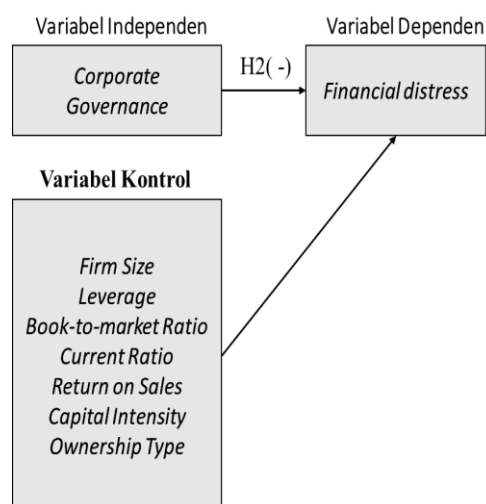 Variabel Independen
Variabel Dependen
Corporate
Governance
H2( -)
Financial distress
Variabel Kontrol
Firm Size
Leverage
Book-to-market Ratio
Current Ratio
Return on Sales
Capital Intensity
Ownership Type